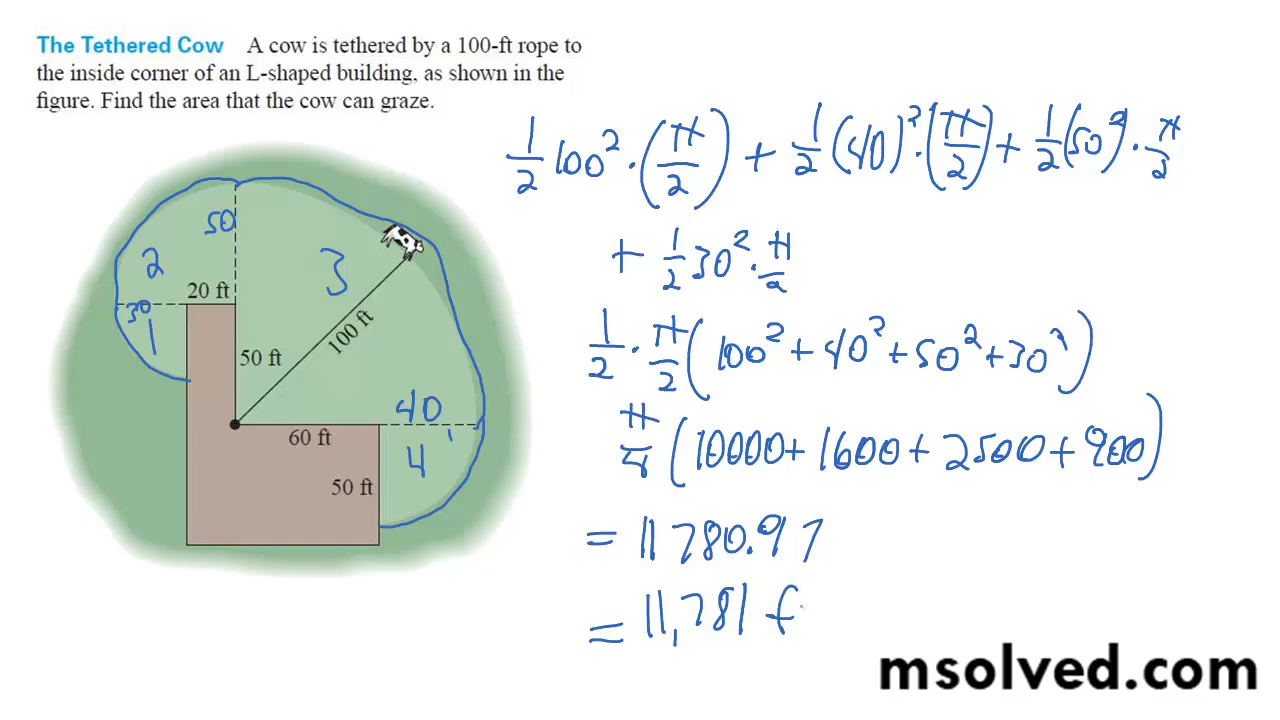 The Tethered Cow A cow is tethered by a 100-ft rope to
the inside corner of an L-shaped building, as shown in the
figure. Find the area that the cow can graze.
1/2 100² · (π/2) + 1/2 (40)² · (π/2) + 1/2 (50²) · π/2
+ 1/2 30² · π/2
1/2 · π/2 (100² + 40² + 50² + 30²)
π/4 (10000 + 1600 + 2500 + 900)
= 11780.97
= 11,781 f
50
2
3
20 ft
30
1
50 ft
100 ft
40
60 ft
4
50 ft
msolved.com